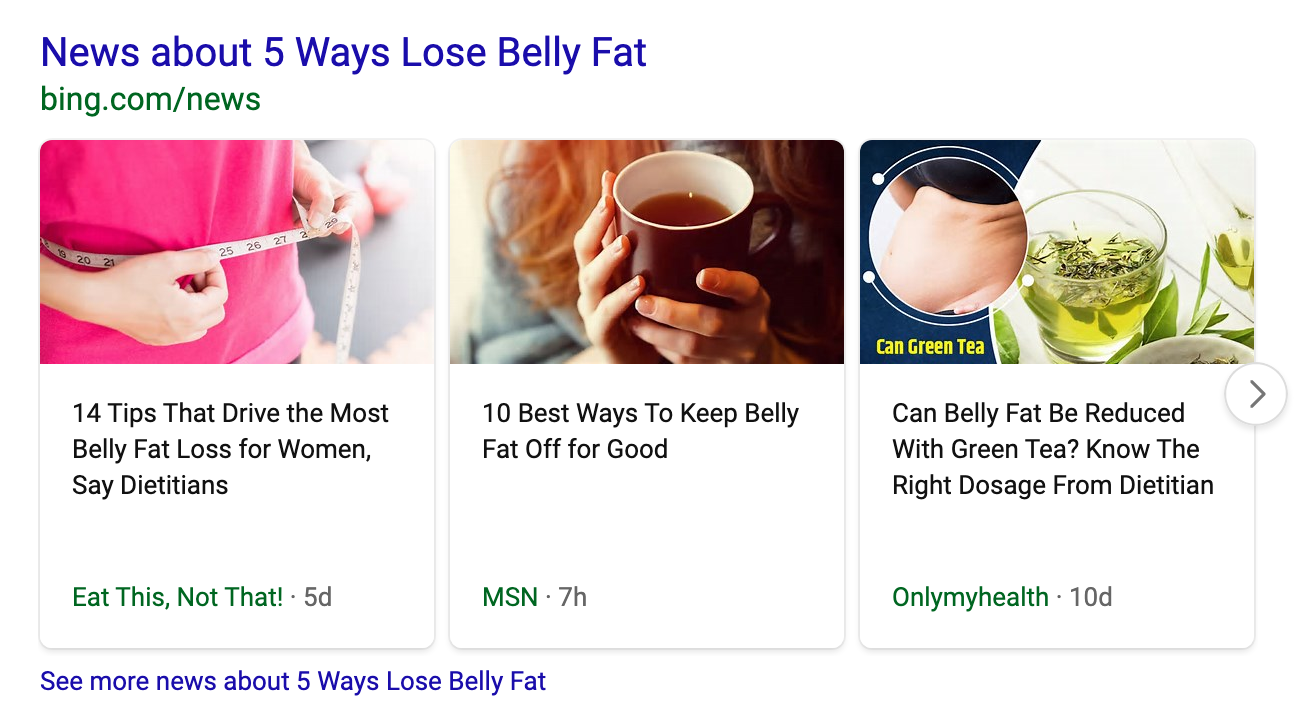 News about 5 Ways Lose Belly Fat
bing.com/news
19 20 21 25 26 27 29
Can Green Tea
14 Tips That Drive the Most
Belly Fat Loss for Women,
Say Dietitians
Eat This, Not That! · 5d
10 Best Ways To Keep Belly
Fat Off for Good
MSN · 7h
Can Belly Fat Be Reduced
With Green Tea? Know The
Right Dosage From Dietitian
Onlymyhealth · 10d
See more news about 5 Ways Lose Belly Fat